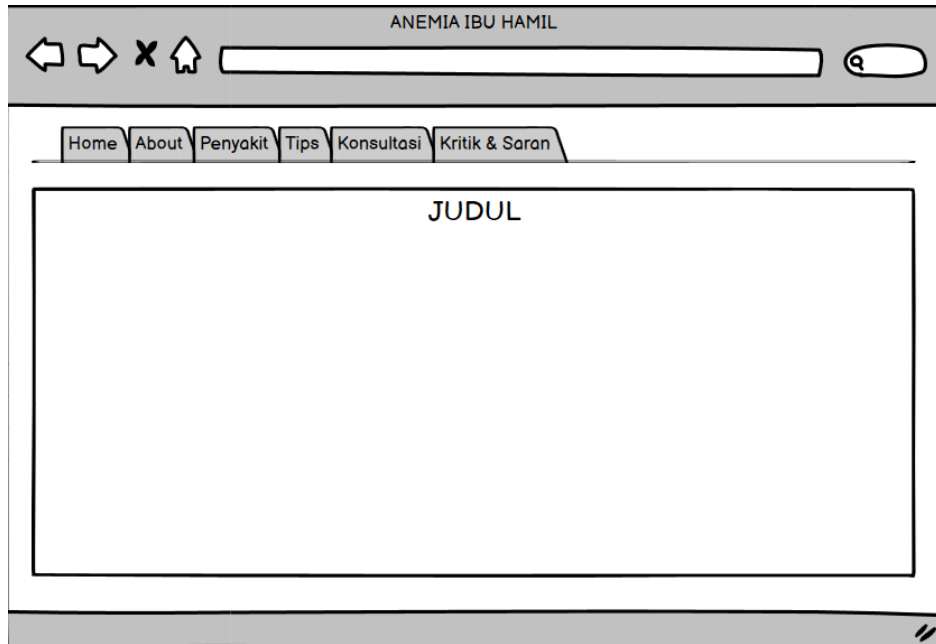 ANEMIA IBU HAMIL
Home About Penyakit Tips Konsultasi Kritik & Saran
JUDUL